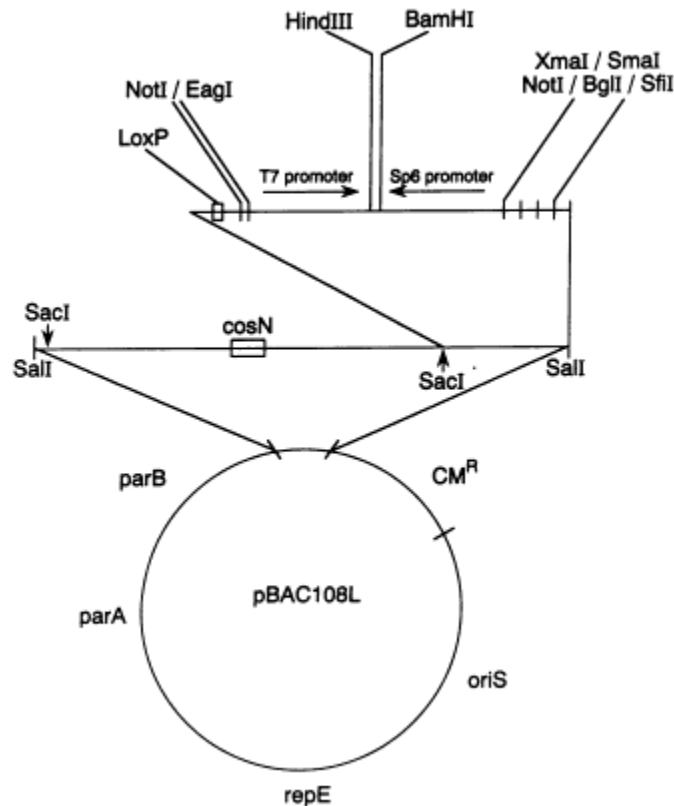 HindIII
BamHI
XmaI / SmaI
NotI / EagI
NotI / BglI / SfiI
LoxP
T7 promoter
Sp6 promoter
SacI
cosN
SalI
SacI
SalI
parB
CMR
parA
pBAC108L
oriS
repE